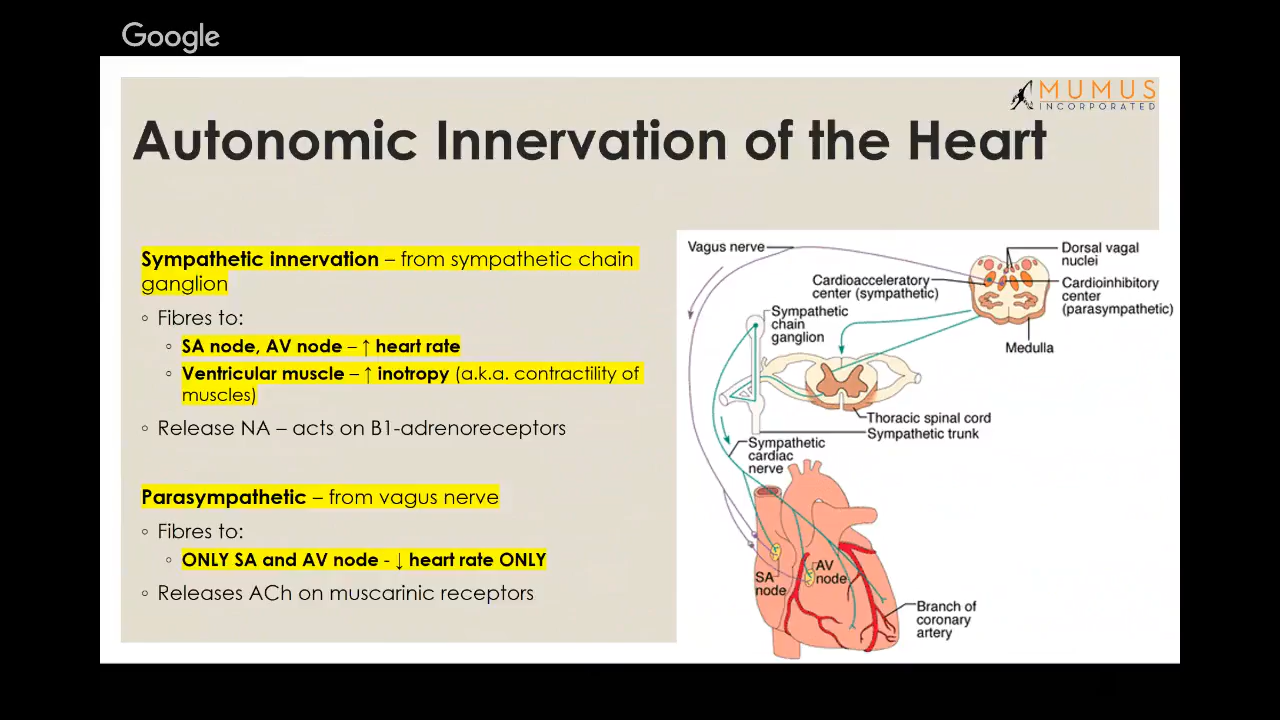 Google
MUMUS
INCORPORATED
Autonomic Innervation of the Heart
Sympathetic innervation – from sympathetic chain
ganglion
◦ Fibres to:
◦ SA node, AV node – ↑ heart rate
◦ Ventricular muscle – ↑ inotropy (a.k.a. contractility of
muscles)
◦ Release NA – acts on B1-adrenoreceptors
Parasympathetic – from vagus nerve
◦ Fibres to:
◦ ONLY SA and AV node - ↓ heart rate ONLY
◦ Releases ACh on muscarinic receptors
Vagus nerve
Dorsal vagal
nuclei
Cardioacceleratory
center (sympathetic)
Cardioinhibitory
center
(parasympathetic)
Sympathetic
chain
ganglion
Medulla
Thoracic spinal cord
Sympathetic trunk
Sympathetic
cardiac
nerve
SA
node
AV
node
Branch of
coronary
artery